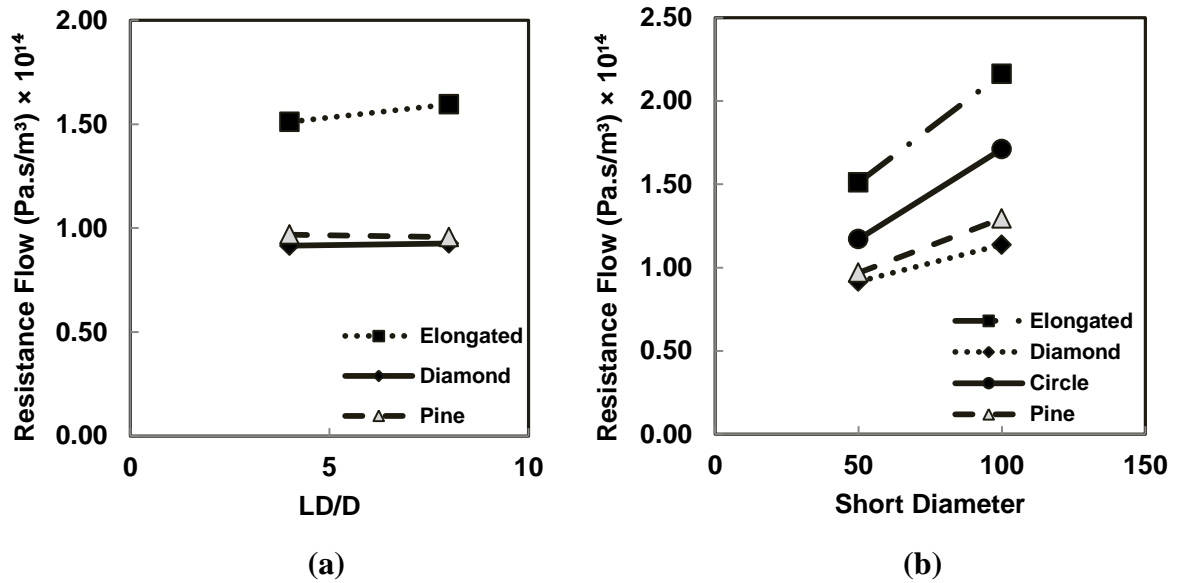 Resistance Flow (Pa.s/m³) × 10¹⁴
2.00
1.50
1.00
0.50
0.00
0
5
10
LD/D
Elongated
Diamond
Pine
(a)
Resistance Flow (Pa.s/m³) × 10¹⁴
2.50
2.00
1.50
1.00
0.50
0.00
0
50
100
150
Short Diameter
Elongated
Diamond
Circle
Pine
(b)